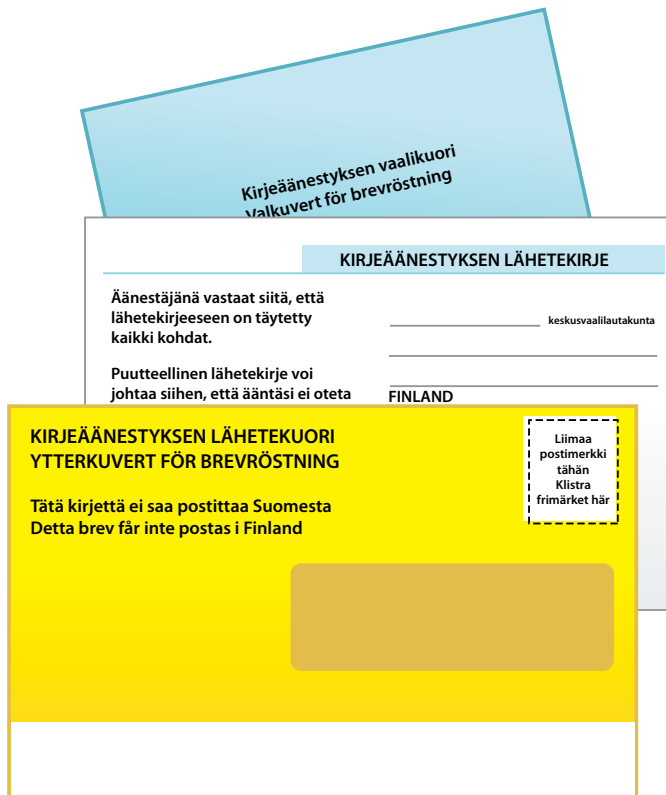 Kirjeäänestyksen vaalikuori
Valkuvert för brevröstning
KIRJEÄÄNESTYKSEN LÄHETEKIRJE
Äänestäjänä vastaat siitä, että
lähetekirjeeseen on täytetty
kaikki kohdat.
keskusvaalilautakunta
Puutteellinen lähetekirje voi
johtaa siihen, että ääntäsi ei oteta
FINLAND
KIRJEÄÄNESTYKSEN LÄHETEKUORI
YTTERKUVERT FÖR BREVRÖSTNING
Tätä kirjettä ei saa postittaa Suomesta
Detta brev får inte postas i Finland
Liimaa
postimerkki
tähän
Klistra
frimärket här